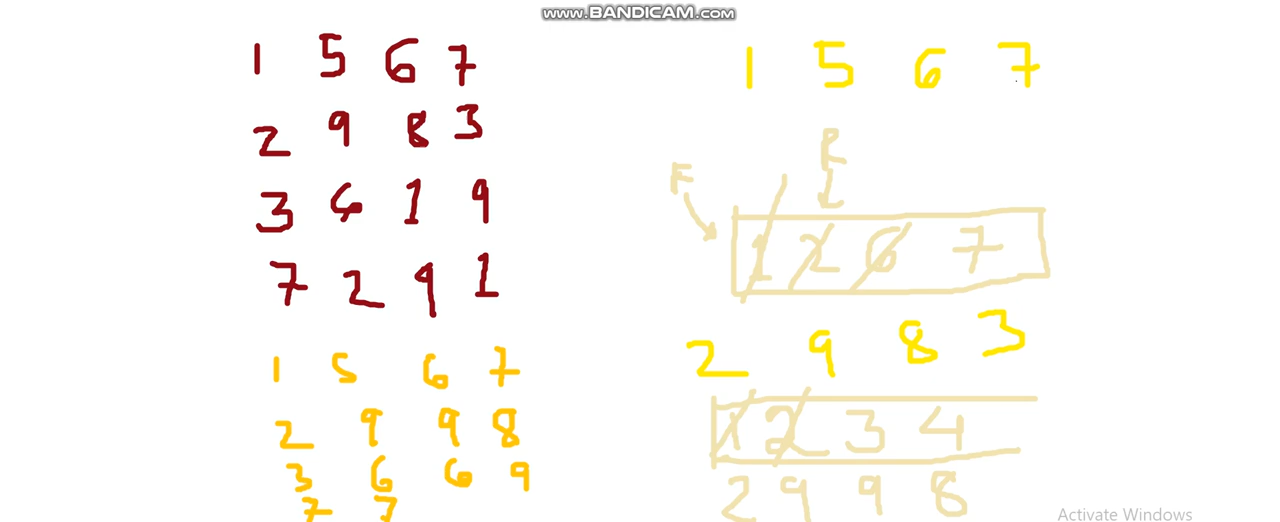 www.BANDICAM.com
1 5 6 7
2 9 8 3
3 6 1 9
7 2 9 1
1 5 6 7
2 9 9 8
3 6 6 9
7 7
1 5 6 7
R
F
1 2 6 7
2 9 8 3
1 2 3 4
2 9 9 8
Activate Windows